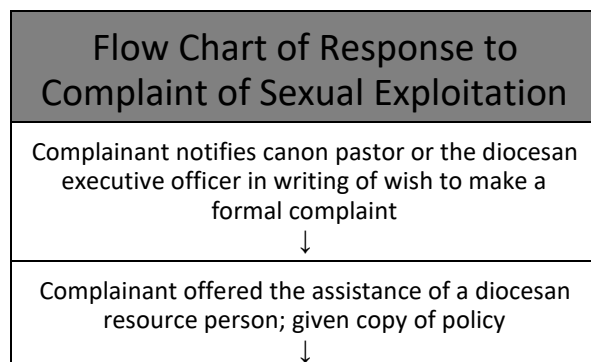 Flow Chart of Response to
Complaint of Sexual Exploitation
Complainant notifies canon pastor or the diocesan
executive officer in writing of wish to make a
formal complaint
↓
Complainant offered the assistance of a diocesan
resource person; given copy of policy
↓